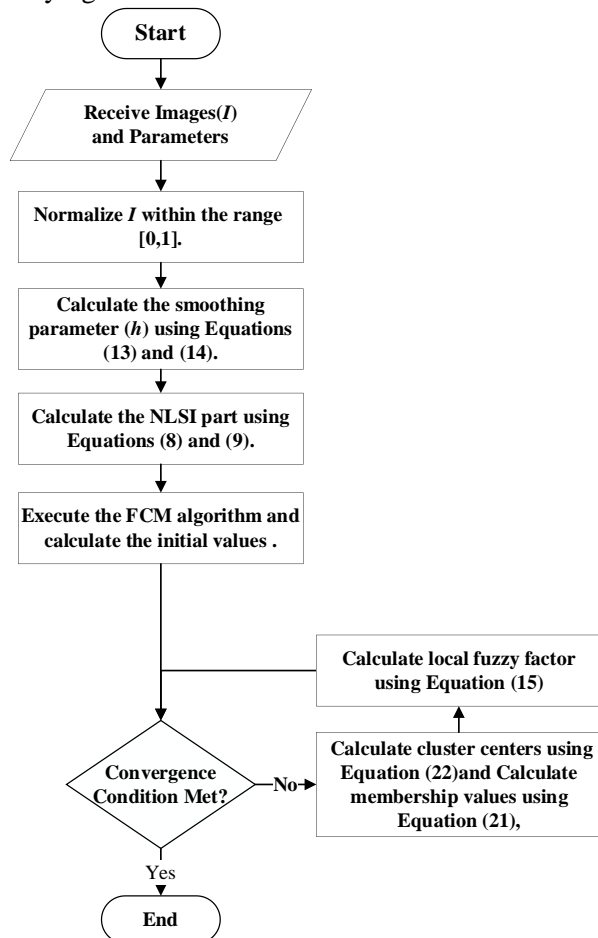 Start
Receive Images(I)
and Parameters
Normalize I within the range
[0,1].
Calculate the smoothing
parameter (h) using Equations
(13) and (14).
Calculate the NLSI part using
Equations (8) and (9).
Execute the FCM algorithm and
calculate the initial values .
Calculate local fuzzy factor
using Equation (15)
Convergence
Condition Met?
No
Calculate cluster centers using
Equation (22)and Calculate
membership values using
Equation (21),
Yes
End